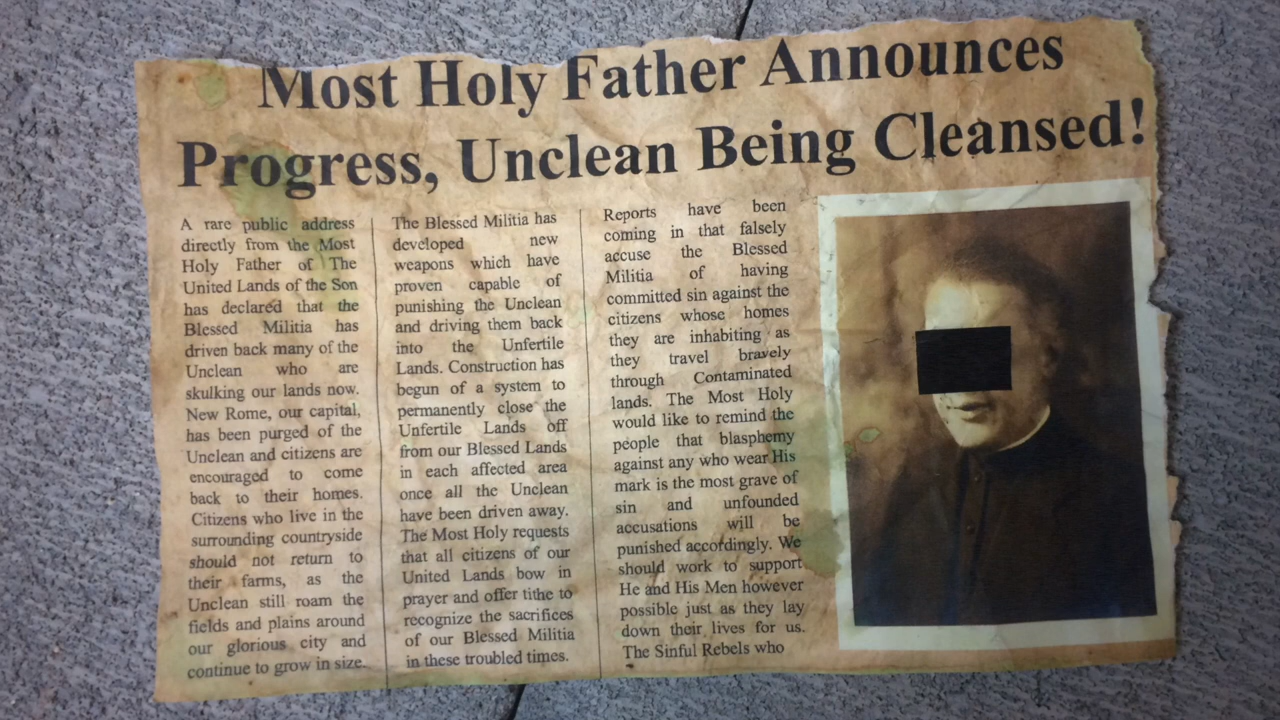 Most Holy Father Announces
Progress, Unclean Being Cleansed!
A rare public address
directly from the Most
Holy Father of The
United Lands of the Son
has declared that the
Blessed Militia has
driven back many of the
Unclean who are
skulking our lands now.
New Rome, our capital,
has been purged of the
Unclean and citizens are
encouraged to come
back to their homes.
Citizens who live in the
surrounding countryside
should not return to
their farms, as the
Unclean still roam the
fields and plains around
our glorious city and
continue to grow in size.
The Blessed Militia has
developed new
weapons which have
proven capable of
punishing the Unclean
and driving them back
into the Unfertile
Lands. Construction has
begun of a system to
permanently close the
Unfertile Lands off
from our Blessed Lands
in each affected area
once all the Unclean
have been driven away.
The Most Holy requests
that all citizens of our
United Lands bow in
prayer and offer tithe to
recognize the sacrifices
of our Blessed Militia
in these troubled times.
Reports have been
coming in that falsely
accuse the Blessed
Militia of having
committed sin against the
citizens whose homes
they are inhabiting as
they travel bravely
through Contaminated
lands. The Most Holy
would like to remind the
people that blasphemy
against any who wear His
mark is the most grave of
sin and unfounded
accusations will be
punished accordingly. We
should work to support
He and His Men however
possible just as they lay
down their lives for us.
The Sinful Rebels who